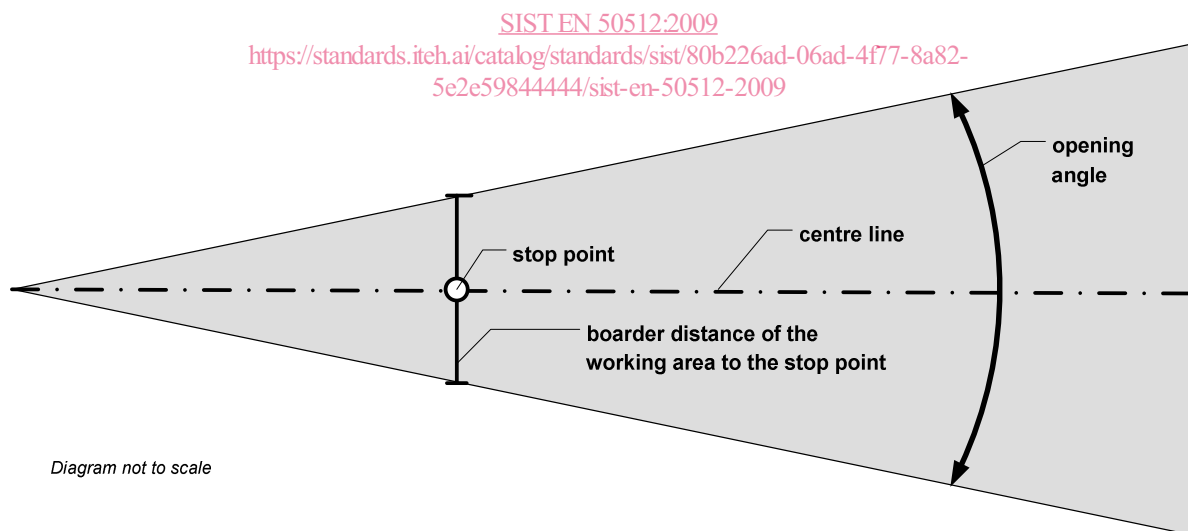 SIST EN 50512:2009
https://standards.iteh.ai/catalog/standards/sist/80b226ad-06ad-4f77-8a82-
5e2e59844444/sist-en-50512-2009
opening
angle
centre line
stop point
boarder distance of the
working area to the stop point
Diagram not to scale